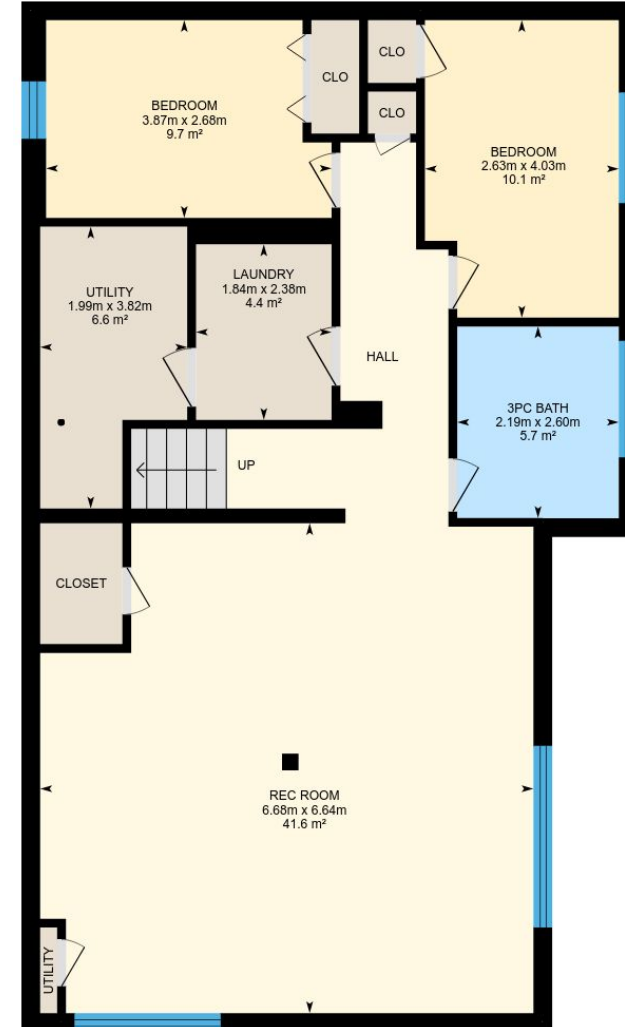 BEDROOM
3.87m x 2.68m
9.7 m²
CLO
CLO
CLO
BEDROOM
2.63m x 4.03m
10.1 m²
UTILITY
1.99m x 3.82m
6.6 m²
LAUNDRY
1.84m x 2.38m
4.4 m²
HALL
3PC BATH
2.19m x 2.60m
5.7 m²
UP
CLOSET
REC ROOM
6.68m x 6.64m
41.6 m²
UTILITY